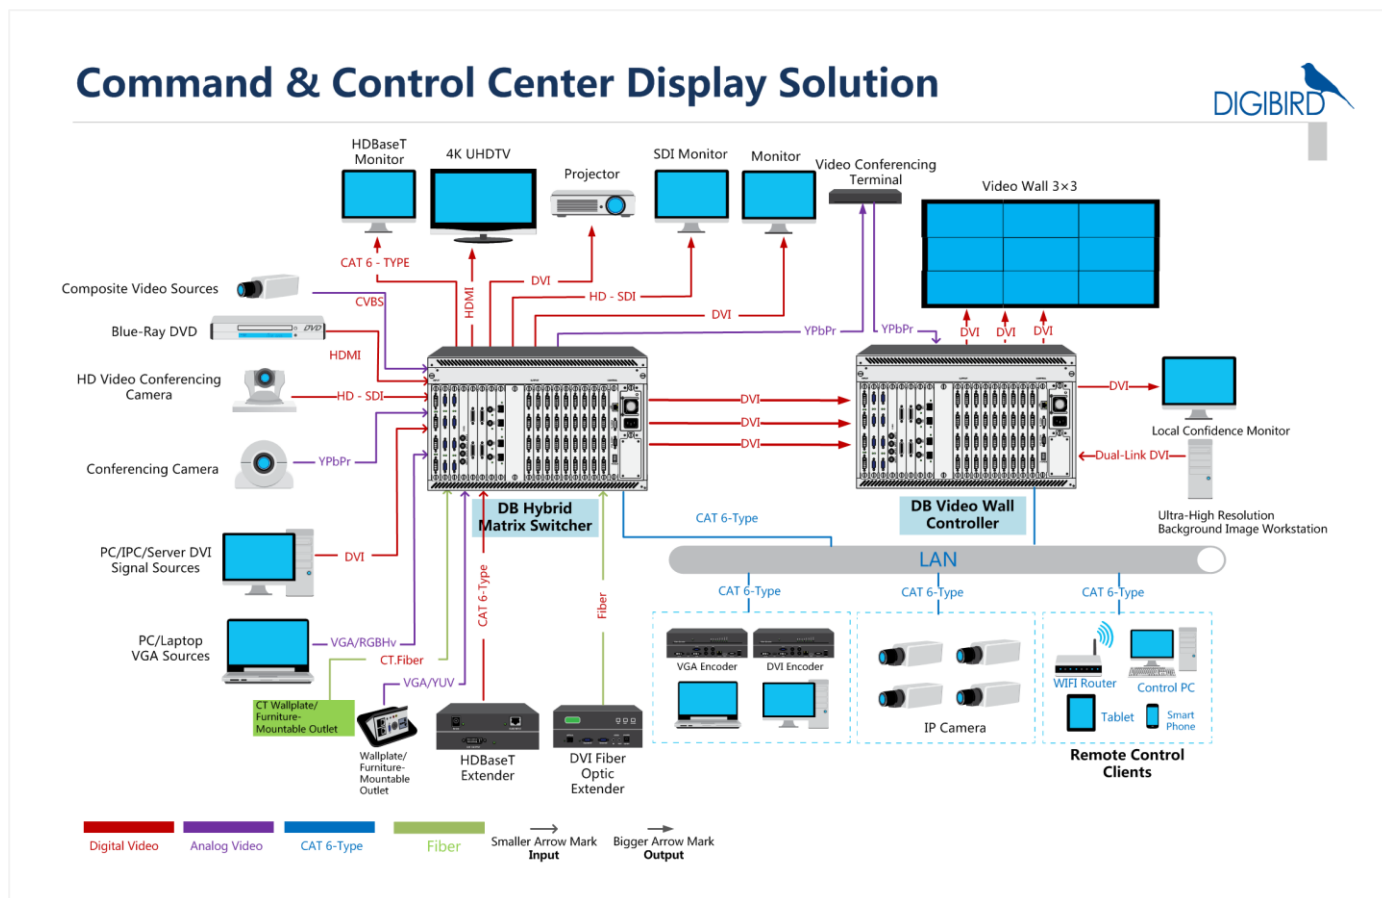 Command & Control Center Display Solution
DIGIBIRD
HDBaseT
Monitor
4K UHDTV
Projector
SDI Monitor
Monitor
Video Conferencing
Terminal
Video Wall 3×3
CAT 6 - TYPE
HDMI
DVI
HD - SDI
DVI
YPbPr
YPbPr
DVI
DVI
DVI
Composite Video Sources
CVBS
Blue-Ray DVD
DVD
HDMI
HD Video Conferencing
Camera
HD - SDI
Conferencing Camera
YPbPr
PC/IPC/Server DVI
Signal Sources
DVI
PC/Laptop
VGA Sources
VGA/RGBHv
CT.Fiber
VGA/YUV
CT Wallplate/
Furniture-
Mountable Outlet
Wallplate/
Furniture-
Mountable
Outlet
CAT 6-Type
HDBaseT
Extender
Fiber
DVI Fiber
Optic
Extender
DB Hybrid
Matrix Switcher
DVI
DVI
DVI
DB Video Wall
Controller
DVI
Local Confidence Monitor
Dual-Link DVI
Ultra-High Resolution
Background Image Workstation
CAT 6-Type
LAN
CAT 6-Type
CAT 6-Type
CAT 6-Type
VGA Encoder
DVI Encoder
IP Camera
WIFI Router
Control PC
Tablet
Smart
Phone
Remote Control
Clients
Digital Video
Analog Video
CAT 6-Type
Fiber
Smaller Arrow Mark
Input
Bigger Arrow Mark
Output